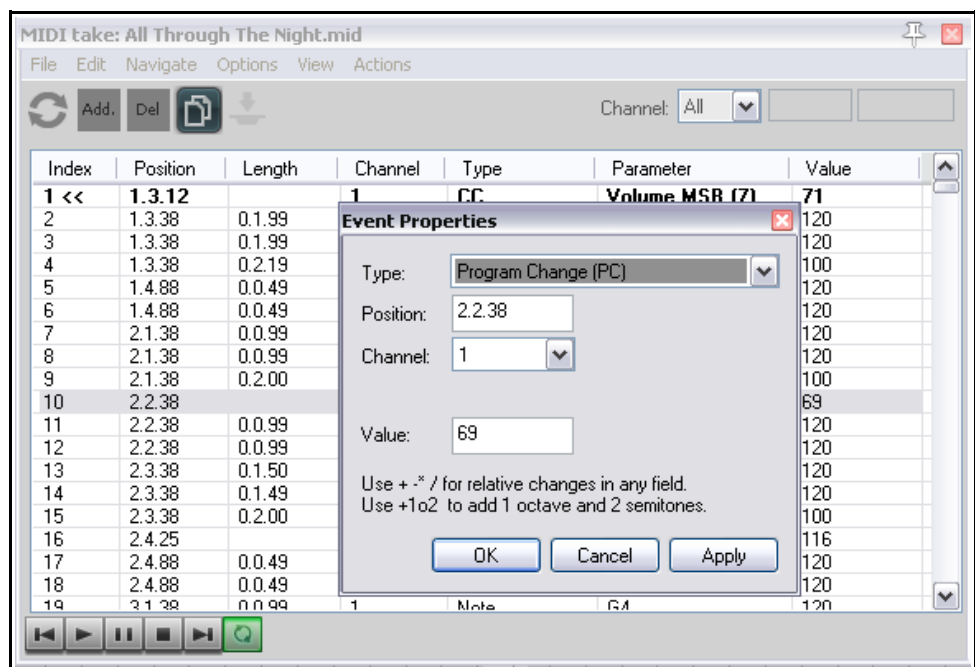 MIDI take: All Through The Night.mid
File Edit Navigate Options View Actions
Add. Del Channel: All
Index Position Length Channel Type Parameter Value
1 << 1.3.12 1 CC Volume MSB (7) 71
2 1.3.38 0.1.99 120
3 1.3.38 0.1.99 120
4 1.3.38 0.2.19 100
5 1.4.88 0.0.49 120
6 1.4.88 0.0.49 120
7 2.1.38 0.0.99 120
8 2.1.38 0.0.99 120
9 2.1.38 0.2.00 100
10 2.2.38 69
11 2.2.38 0.0.99 120
12 2.2.38 0.0.99 120
13 2.3.38 0.1.50 120
14 2.3.38 0.1.49 120
15 2.3.38 0.2.00 100
16 2.4.25 116
17 2.4.88 0.0.49 120
18 2.4.88 0.0.49 120
19 3.1.38 0.0.99 1 Note G4 120
Event Properties
Type: Program Change (PC)
Position: 2.2.38
Channel: 1
Value: 69
Use + -* / for relative changes in any field.
Use +1o2 to add 1 octave and 2 semitones.
OK Cancel Apply